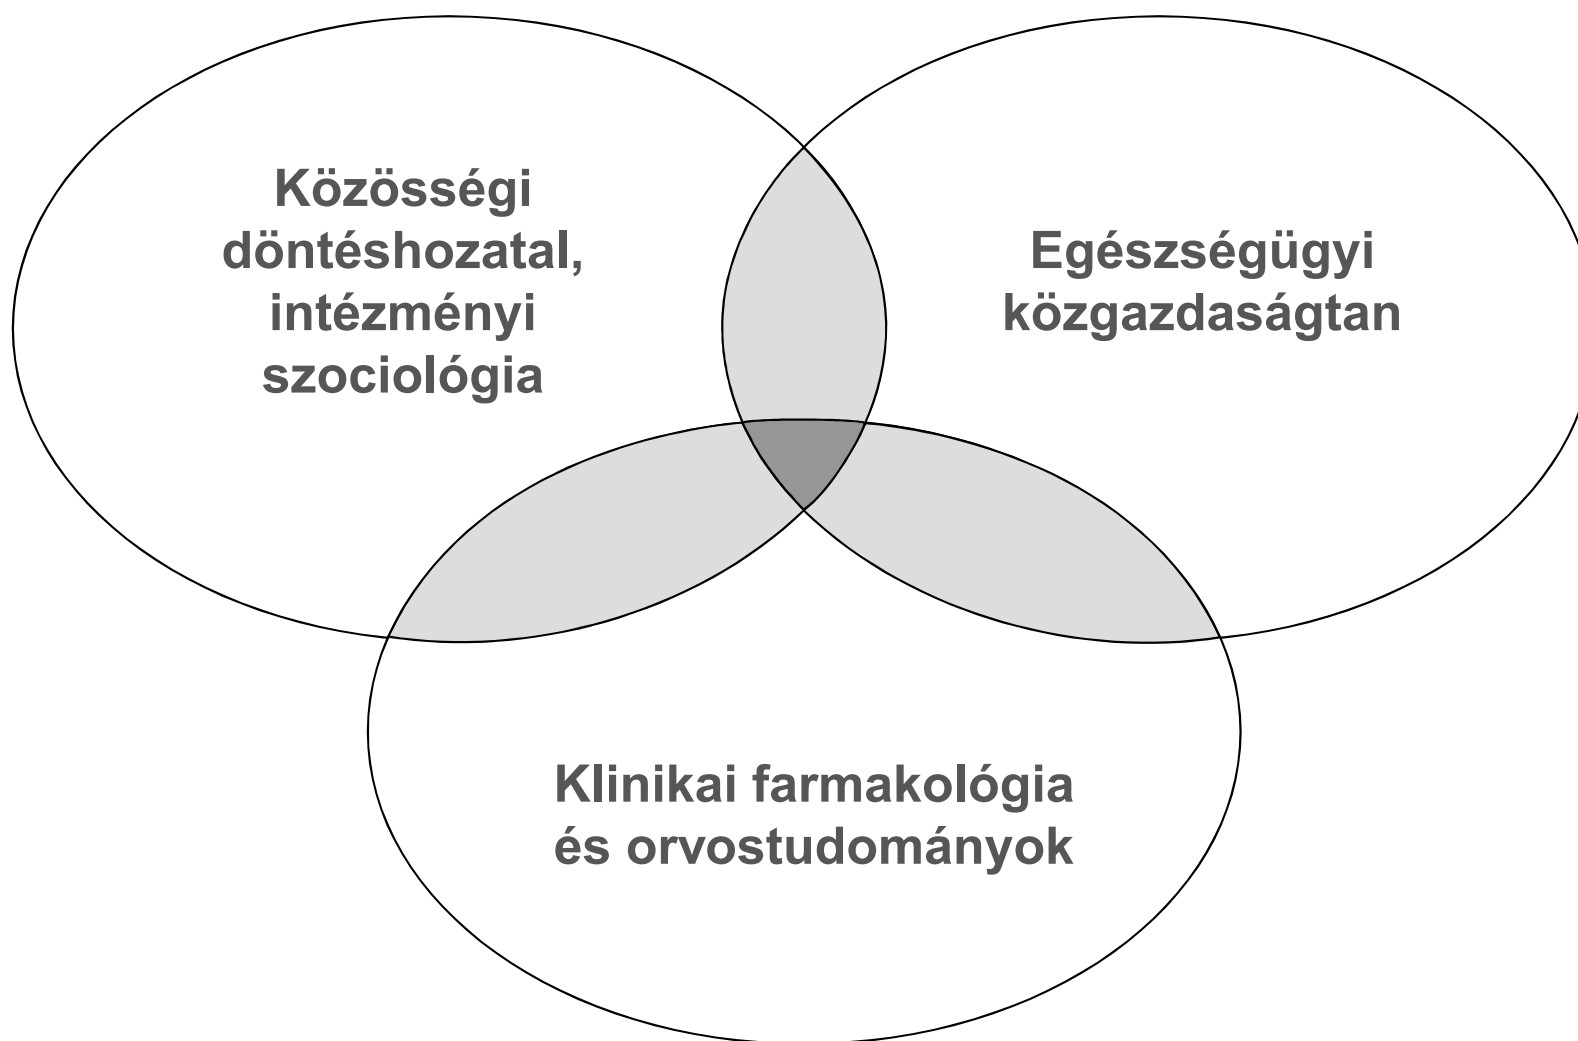 Közösségi
döntéshozatal,
intézményi
szociológia
Egészségügyi
közgazdaságtan
Klinikai farmakológia
és orvostudományok